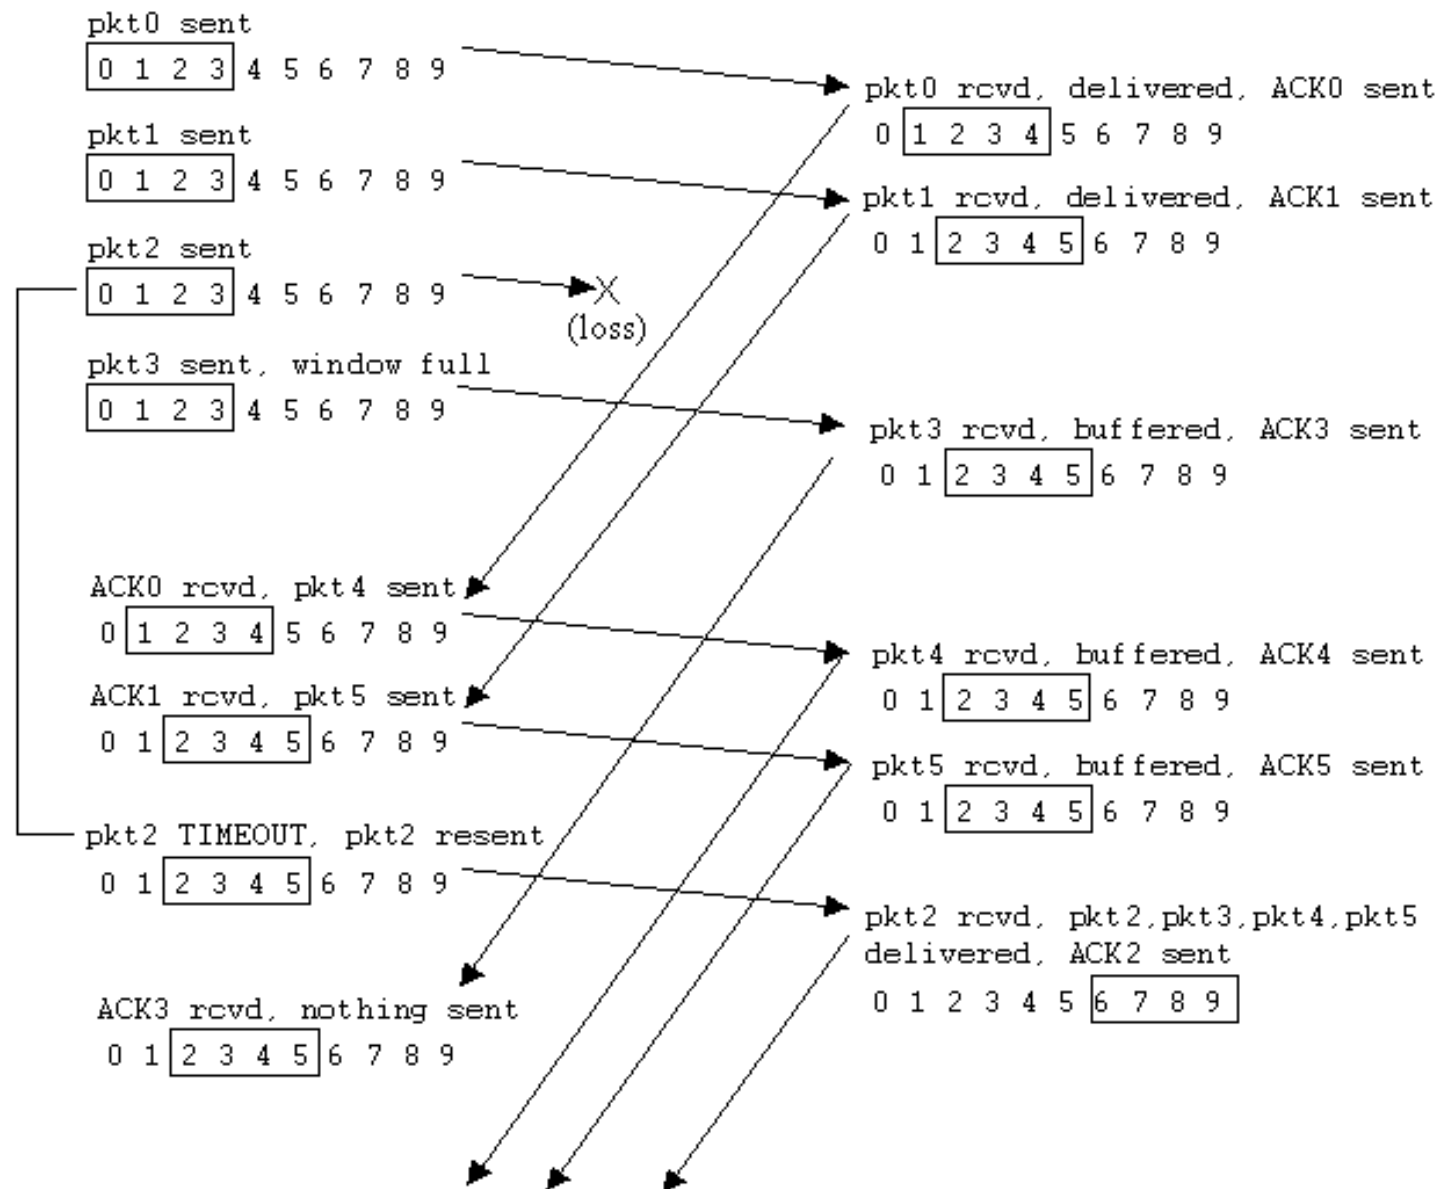 pkt0 sent
0 1 2 3 4 5 6 7 8 9
pkt1 sent
0 1 2 3 4 5 6 7 8 9
pkt2 sent
0 1 2 3 4 5 6 7 8 9
X
(loss)
pkt3 sent, window full
0 1 2 3 4 5 6 7 8 9
ACK0 rcvd, pkt4 sent
0 1 2 3 4 5 6 7 8 9
ACK1 rcvd, pkt5 sent
0 1 2 3 4 5 6 7 8 9
pkt2 TIMEOUT, pkt2 resent
0 1 2 3 4 5 6 7 8 9
ACK3 rcvd, nothing sent
0 1 2 3 4 5 6 7 8 9
pkt0 rcvd, delivered, ACK0 sent
0 1 2 3 4 5 6 7 8 9
pkt1 rcvd, delivered, ACK1 sent
0 1 2 3 4 5 6 7 8 9
pkt3 rcvd, buffered, ACK3 sent
0 1 2 3 4 5 6 7 8 9
pkt4 rcvd, buffered, ACK4 sent
0 1 2 3 4 5 6 7 8 9
pkt5 rcvd, buffered, ACK5 sent
0 1 2 3 4 5 6 7 8 9
pkt2 rcvd, pkt2,pkt3,pkt4,pkt5
delivered, ACK2 sent
0 1 2 3 4 5 6 7 8 9